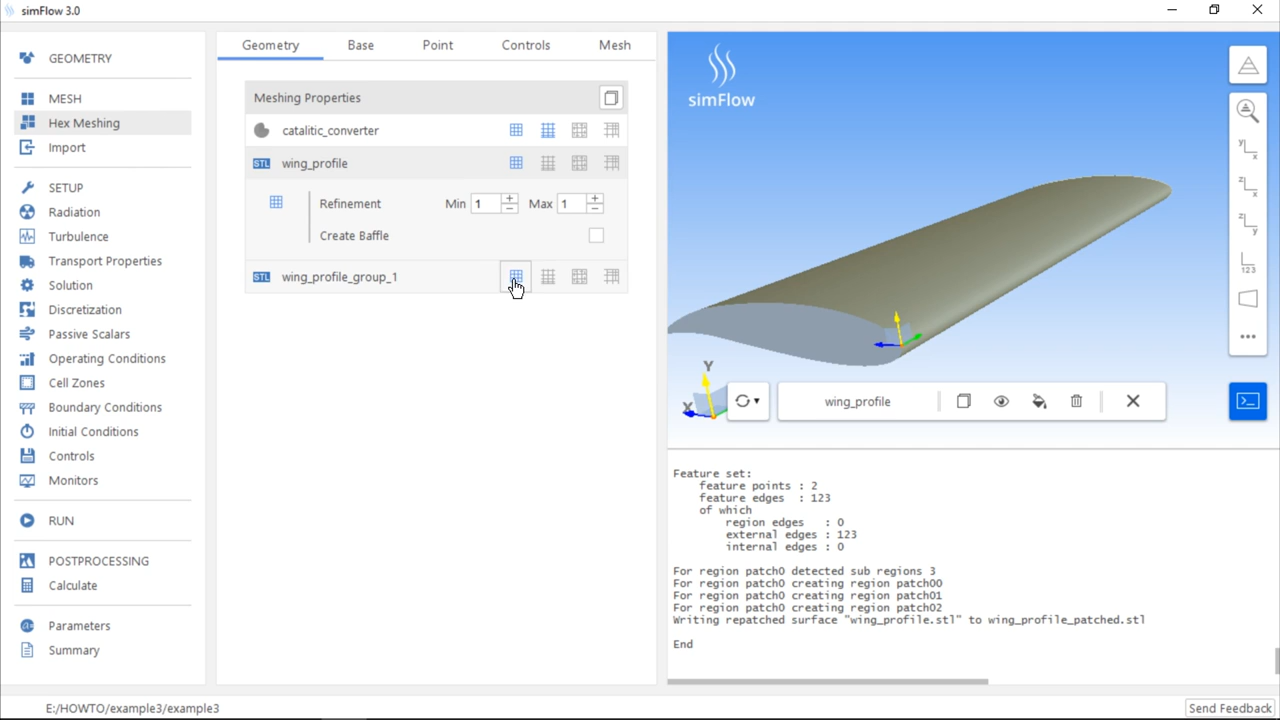 simFlow 3.0
GEOMETRY
MESH
Hex Meshing
Import
SETUP
Radiation
Turbulence
Transport Properties
Solution
Discretization
Passive Scalars
Operating Conditions
Cell Zones
Boundary Conditions
Initial Conditions
Controls
Monitors
RUN
POSTPROCESSING
Calculate
Parameters
Summary
Geometry Base Point Controls Mesh
Meshing Properties
catalitic_converter
STL wing_profile
Refinement Min 1 Max 1
Create Baffle
STL wing_profile_group_1
simFlow
y x
z x
z y
123
Y
X
wing_profile
Feature set:
feature points : 2
feature edges : 123
of which
region edges : 0
external edges : 123
internal edges : 0
For region patch0 detected sub regions 3
For region patch0 creating region patch00
For region patch0 creating region patch01
For region patch0 creating region patch02
Writing repatched surface "wing_profile.stl" to wing_profile_patched.stl
End
E:/HOWTO/example3/example3
Send Feedback